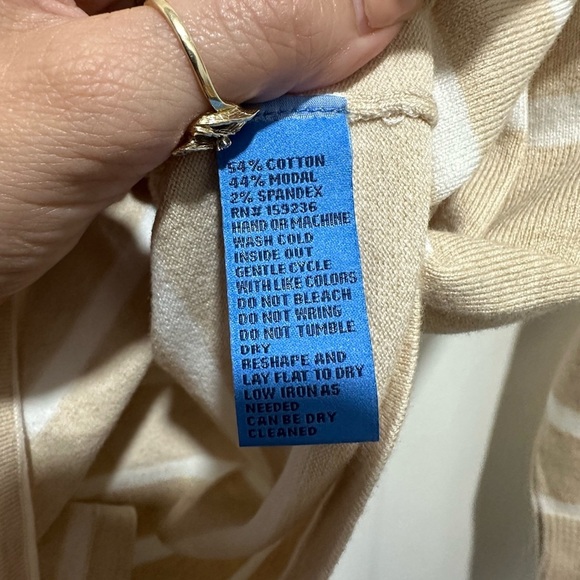 54% COTTON
44% MODAL
2% SPANDEX
RN# 159236
HAND OR MACHINE
WASH COLD
INSIDE OUT
GENTLE CYCLE
WITH LIKE COLORS
DO NOT BLEACH
DO NOT WRING
DO NOT TUMBLE
DRY
RESHAPE AND
LAY FLAT TO DRY
LOW IRON AS
NEEDED
CAN BE DRY
CLEANED